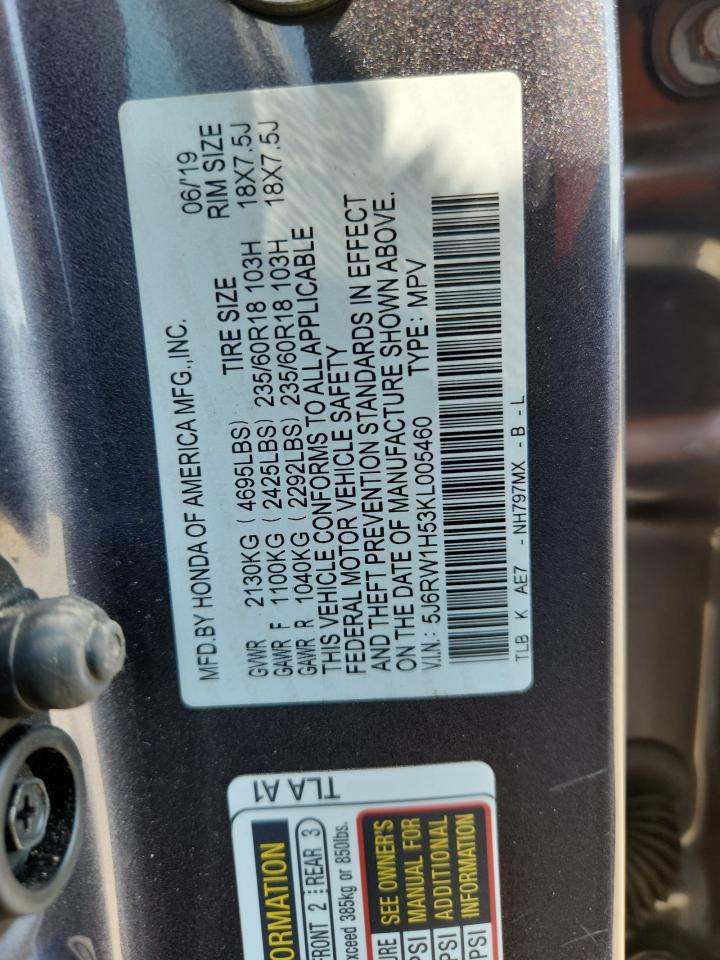 MFD.BY HONDA OF AMERICA MFG.,INC. 06/'19
TIRE SIZE RIM SIZE
GVWR 2130KG ( 4695LBS)
GAWR F 1100KG ( 2425LBS) 235/60R18 103H 18X7.5J
GAWR R 1040KG ( 2292LBS) 235/60R18 103H 18X7.5J
THIS VEHICLE CONFORMS TO ALL APPLICABLE
FEDERAL MOTOR VEHICLE SAFETY
AND THEFT PREVENTION STANDARDS IN EFFECT
ON THE DATE OF MANUFACTURE SHOWN ABOVE.
V.I.N.: 5J6RW1H53KL005460 TYPE: MPV
TLB K AE7 - NH797MX - B - L
TLA A1
ORMATION
FRONT 2 : REAR 3
exceed 385kg or 850lbs.
URE SEE OWNER'S
PSI MANUAL FOR
PSI ADDITIONAL
PSI INFORMATION